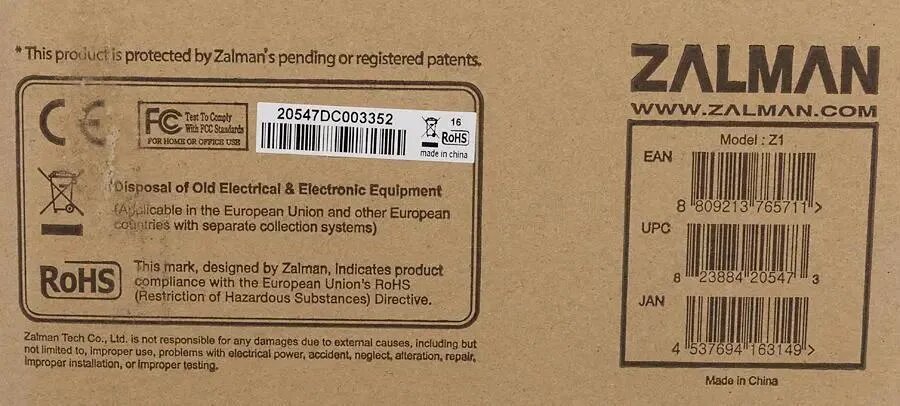 *This product is protected by Zalman's pending or registered patents.
CE
FC Test To Comply
With FCC Standards
FOR HOME OR OFFICE USE
20547DC003352
16
RoHS
made in china
Disposal of Old Electrical & Electronic Equipment
(Applicable in the European Union and other European
countries with separate collection systems)
RoHS
This mark, designed by Zalman, Indicates product
compliance with the European Union's RoHS
(Restriction of Hazardous Substances) Directive.
Zalman Tech Co., Ltd. is not responsible for any damages due to external causes, including but
not limited to, improper use, problems with electrical power, accident, neglect, alteration, repair,
improper installation, or improper testing.
ZALMAN
WWW.ZALMAN.COM
Model : Z1
EAN
8 809213 765711 >
UPC
8 23884 20547 3
JAN
4 537694 163149 >
Made in China